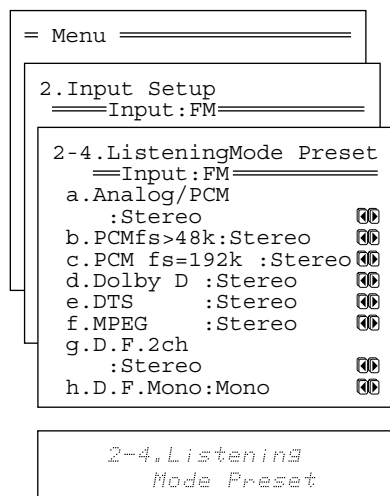 = Menu
2.Input Setup
Input:FM
2-4.ListeningMode Preset
Input:FM
a.Analog/PCM
:Stereo
b.PCMfs>48k:Stereo
c.PCM fs=192k :Stereo
d.Dolby D :Stereo
e.DTS :Stereo
f.MPEG :Stereo
g.D.F.2ch
:Stereo
h.D.F.Mono:Mono
2-4.Listening
Mode Preset